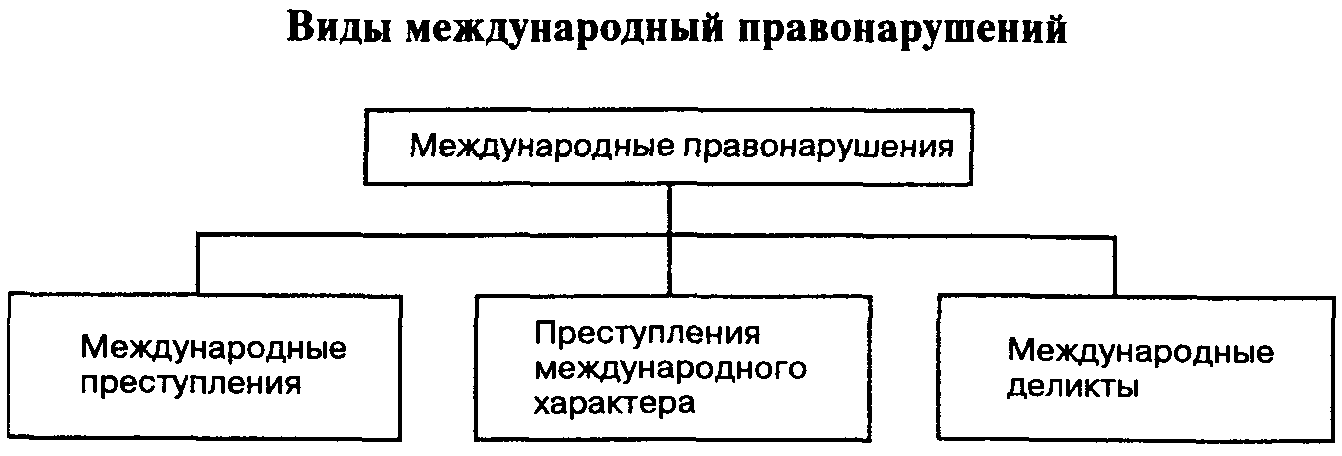 Виды международный правонарушений
Международные правонарушения
Международные
преступления
Преступления
международного
характера
Международные
деликты